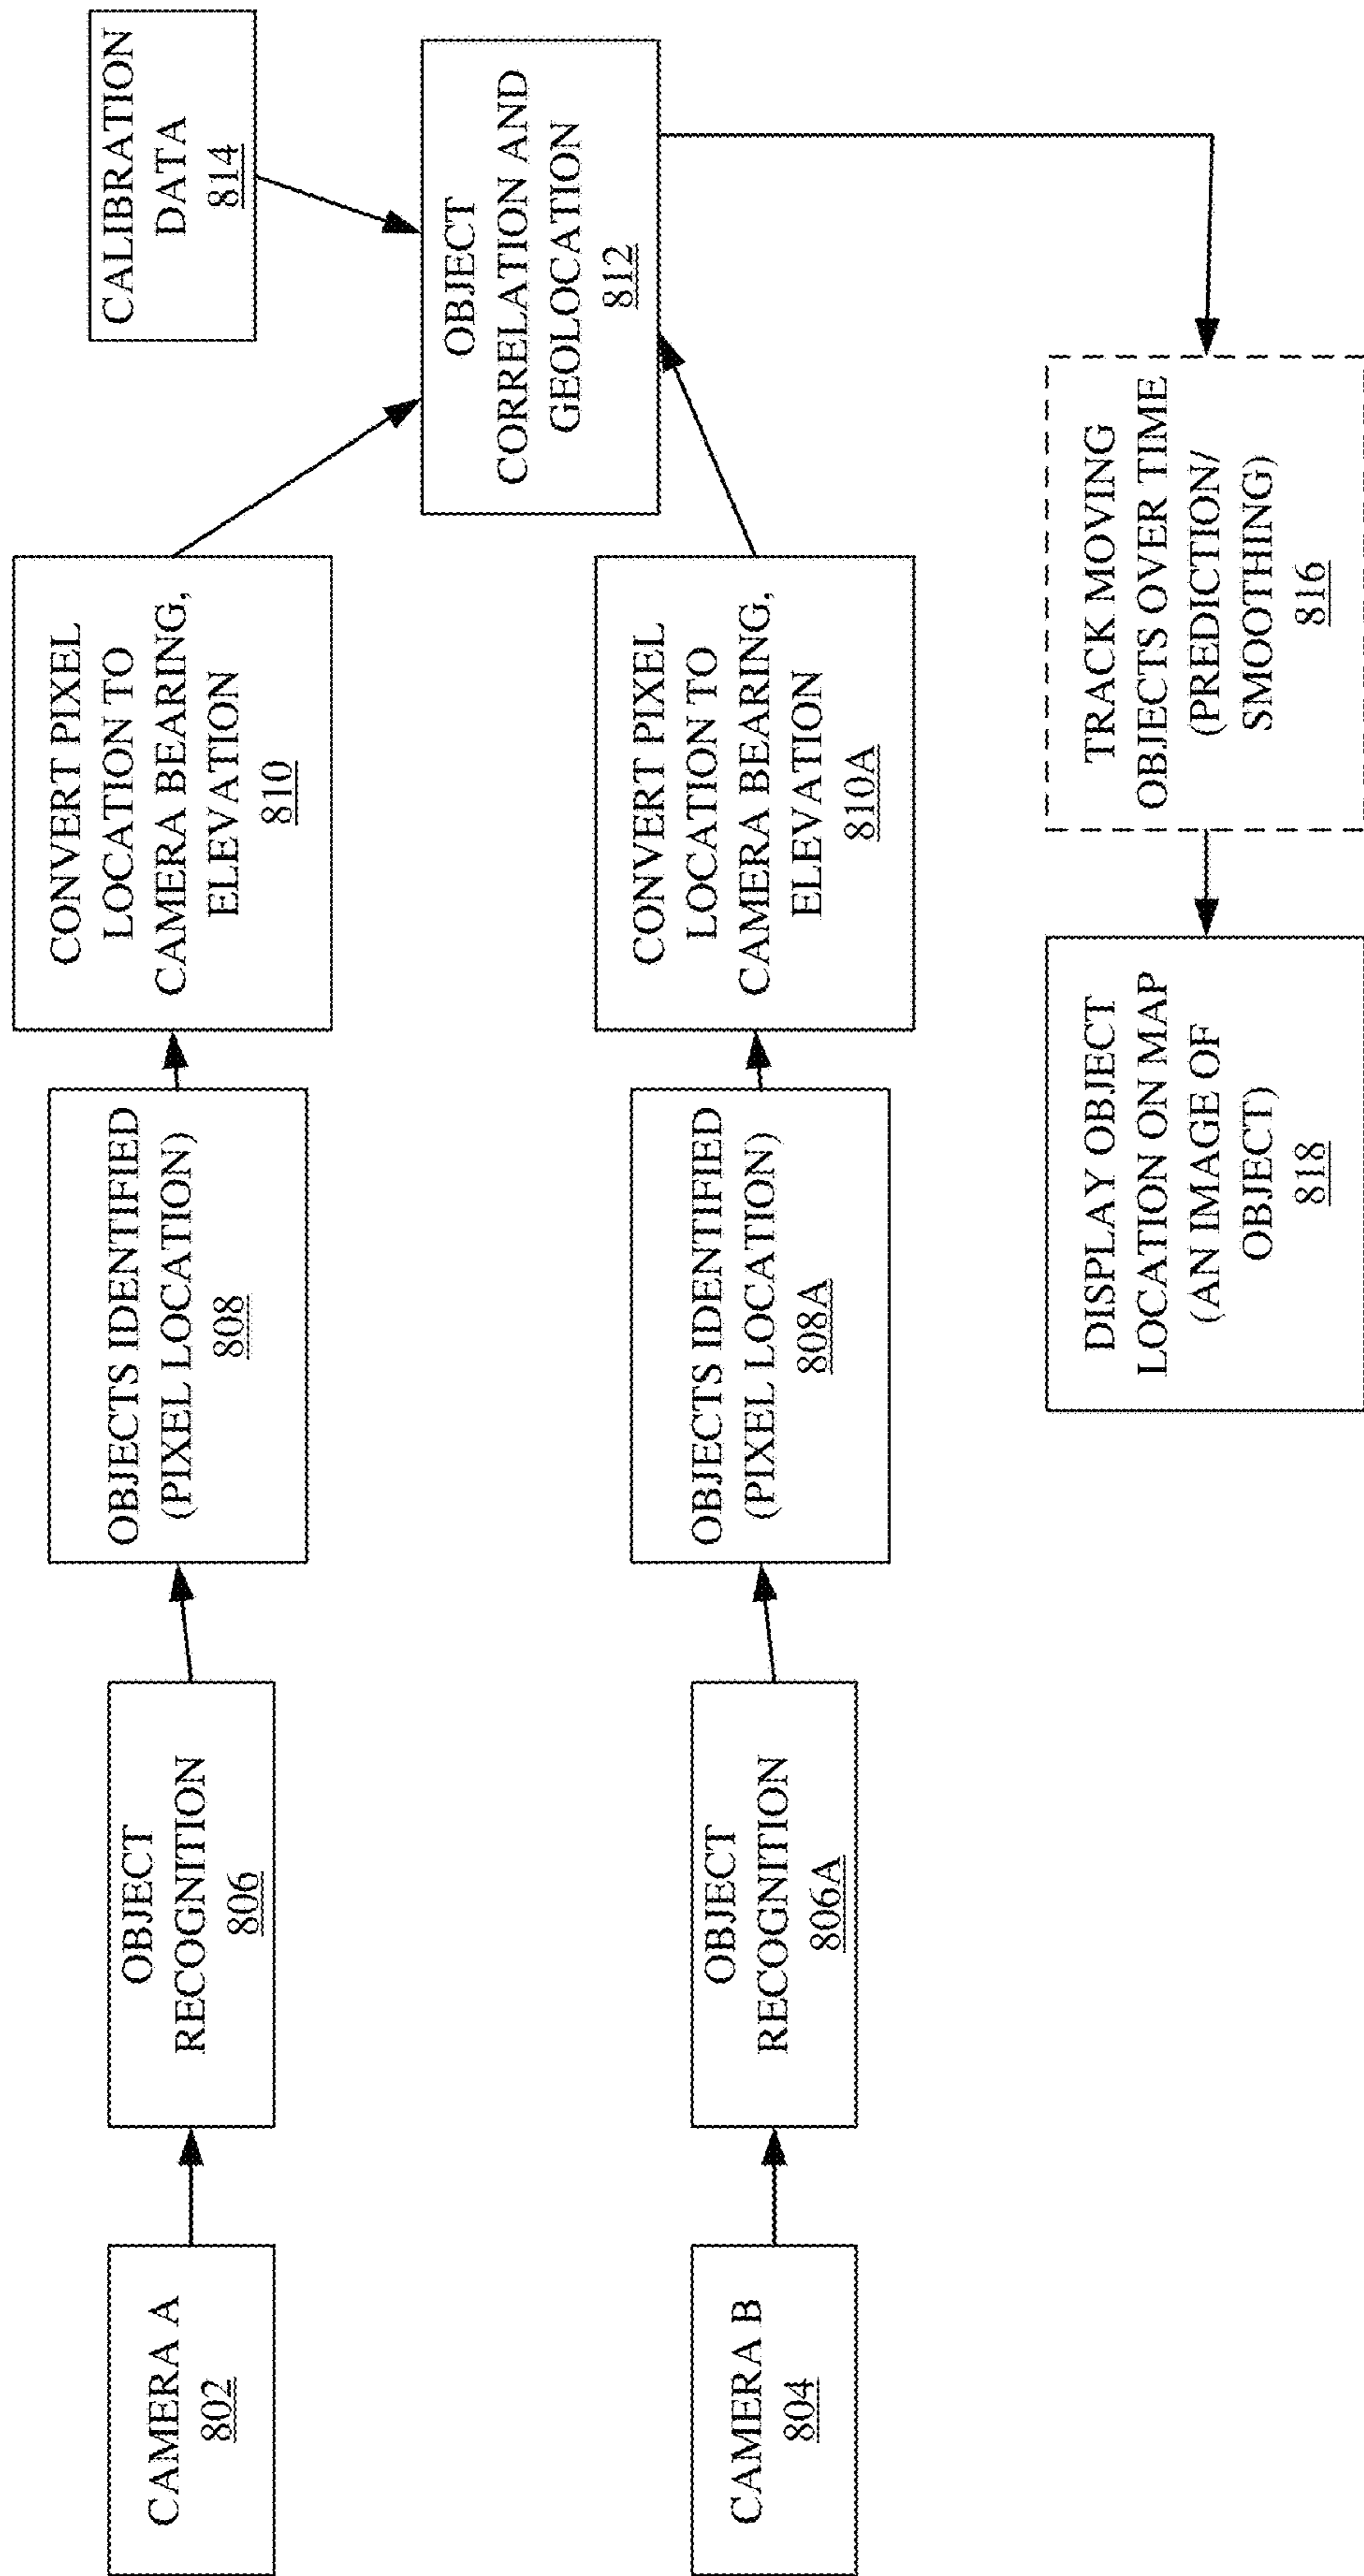 CAMERA A
802
OBJECT
RECOGNITION
806
OBJECTS IDENTIFIED
(PIXEL LOCATION)
808
CONVERT PIXEL
LOCATION TO
CAMERA BEARING,
ELEVATION
810
CALIBRATION
DATA
814
OBJECT
CORRELATION AND
GEOLOCATION
812
CAMERA B
804
OBJECT
RECOGNITION
806A
OBJECTS IDENTIFIED
(PIXEL LOCATION)
808A
CONVERT PIXEL
LOCATION TO
CAMERA BEARING,
ELEVATION
810A
TRACK MOVING
OBJECTS OVER TIME
(PREDICTION/
SMOOTHING)
816
DISPLAY OBJECT
LOCATION ON MAP
(AN IMAGE OF
OBJECT)
818